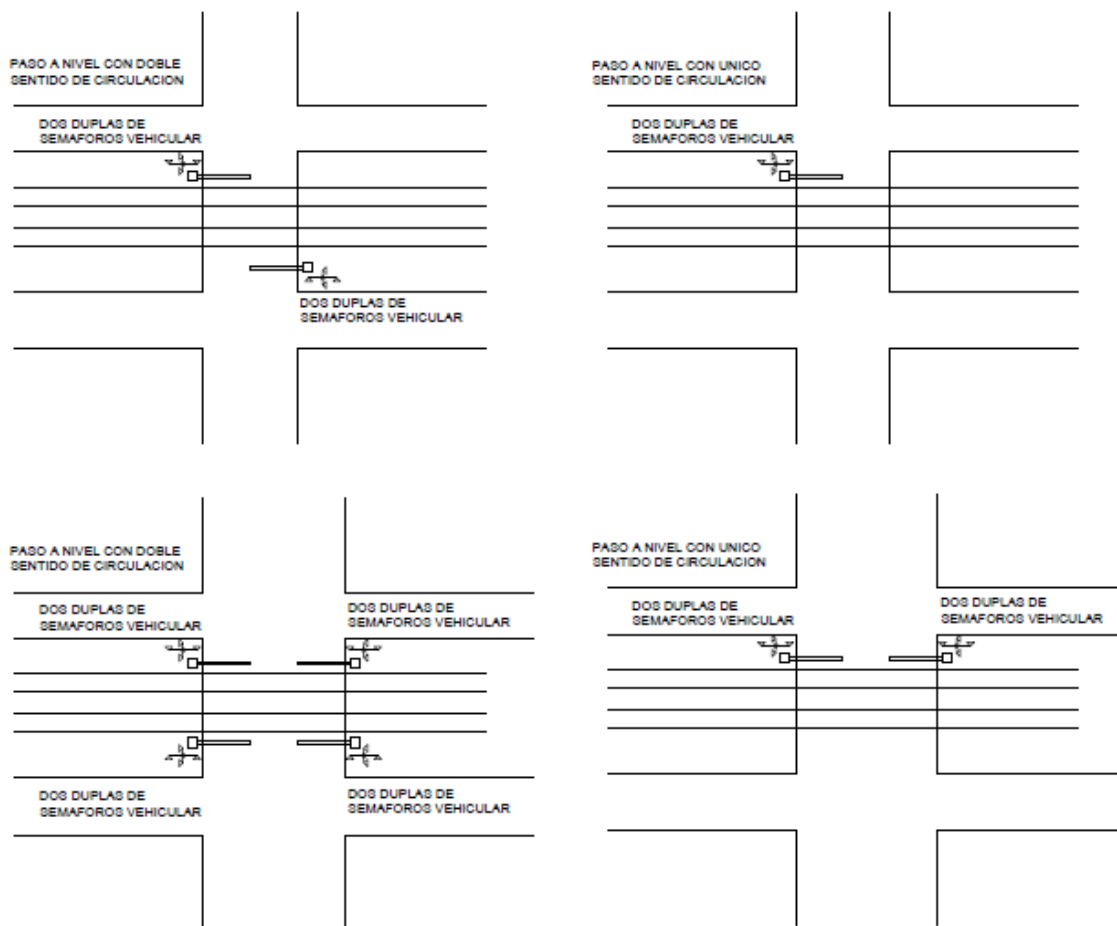 PASO A NIVEL CON DOBLE
SENTIDO DE CIRCULACION
DOS DUPLAS DE
SEMAFOROS VEHICULAR
DOS DUPLAS DE
SEMAFOROS VEHICULAR
PASO A NIVEL CON UNICO
SENTIDO DE CIRCULACION
DOS DUPLAS DE
SEMAFOROS VEHICULAR
PASO A NIVEL CON DOBLE
SENTIDO DE CIRCULACION
DOS DUPLAS DE
SEMAFOROS VEHICULAR
DOS DUPLAS DE
SEMAFOROS VEHICULAR
DOS DUPLAS DE
SEMAFOROS VEHICULAR
DOS DUPLAS DE
SEMAFOROS VEHICULAR
PASO A NIVEL CON UNICO
SENTIDO DE CIRCULACION
DOS DUPLAS DE
SEMAFOROS VEHICULAR
DOS DUPLAS DE
SEMAFOROS VEHICULAR